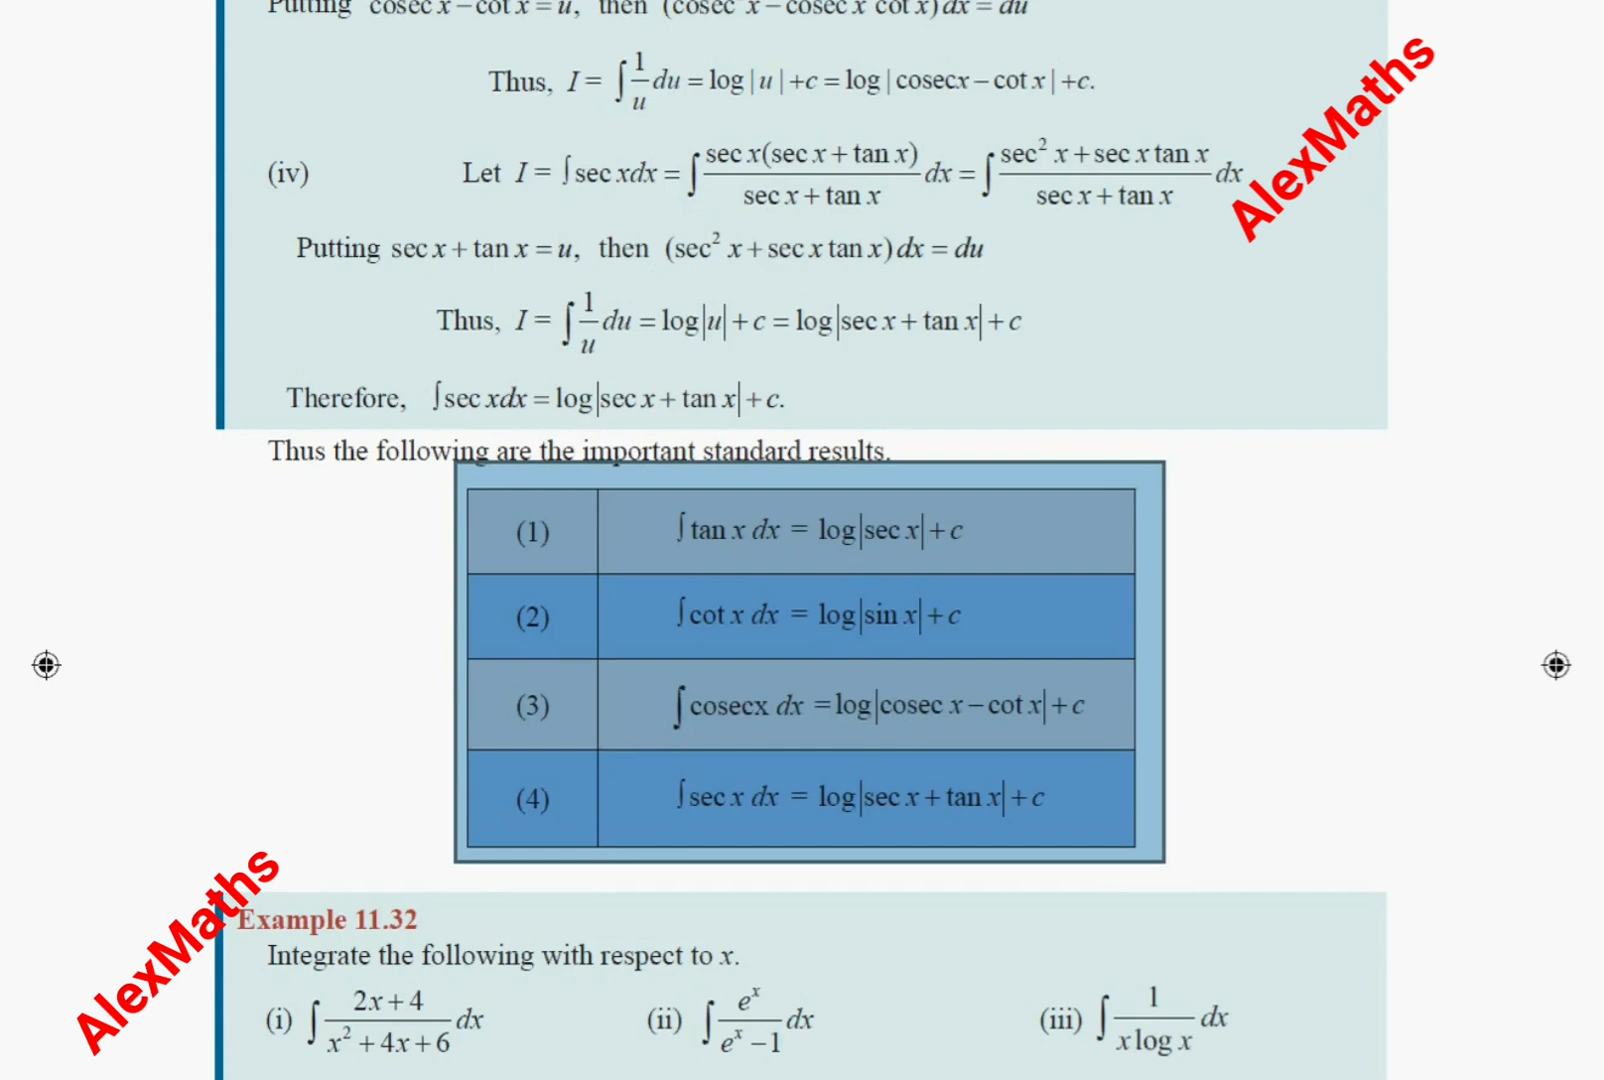 Putting cosec x − cot x = u, then (cosec² x − cosec x cot x) dx = du
Thus, I = ∫ 1/u du = log | u | + c = log | cosecx − cot x | + c.
(iv) Let I = ∫ sec xdx = ∫ sec x(sec x + tan x)/(sec x + tan x) dx = ∫ (sec² x + sec x tan x)/(sec x + tan x) dx
Putting sec x + tan x = u, then (sec² x + sec x tan x) dx = du
Thus, I = ∫ 1/u du = log|u| + c = log|sec x + tan x| + c
Therefore, ∫ sec xdx = log|sec x + tan x| + c.
Thus the following are the important standard results.
(1) ∫ tan x dx = log|sec x| + c
(2) ∫ cot x dx = log|sin x| + c
(3) ∫ cosecx dx = log|cosec x − cot x| + c
(4) ∫ sec x dx = log|sec x + tan x| + c
Example 11.32
Integrate the following with respect to x.
(i) ∫ (2x + 4)/(x² + 4x + 6) dx (ii) ∫ eˣ/(eˣ − 1) dx (iii) ∫ 1/(x log x) dx
AlexMaths
AlexMaths